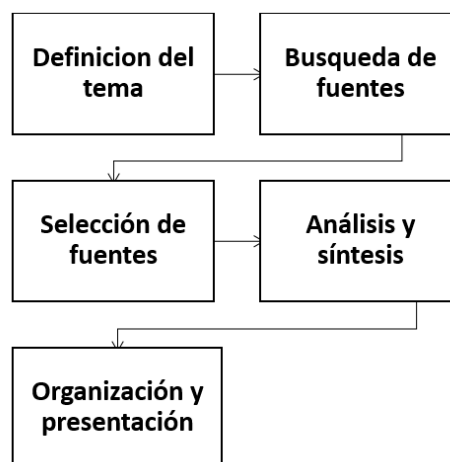 Definicion del
tema
Busqueda de
fuentes
Selección de
fuentes
Análisis y
síntesis
Organización y
presentación